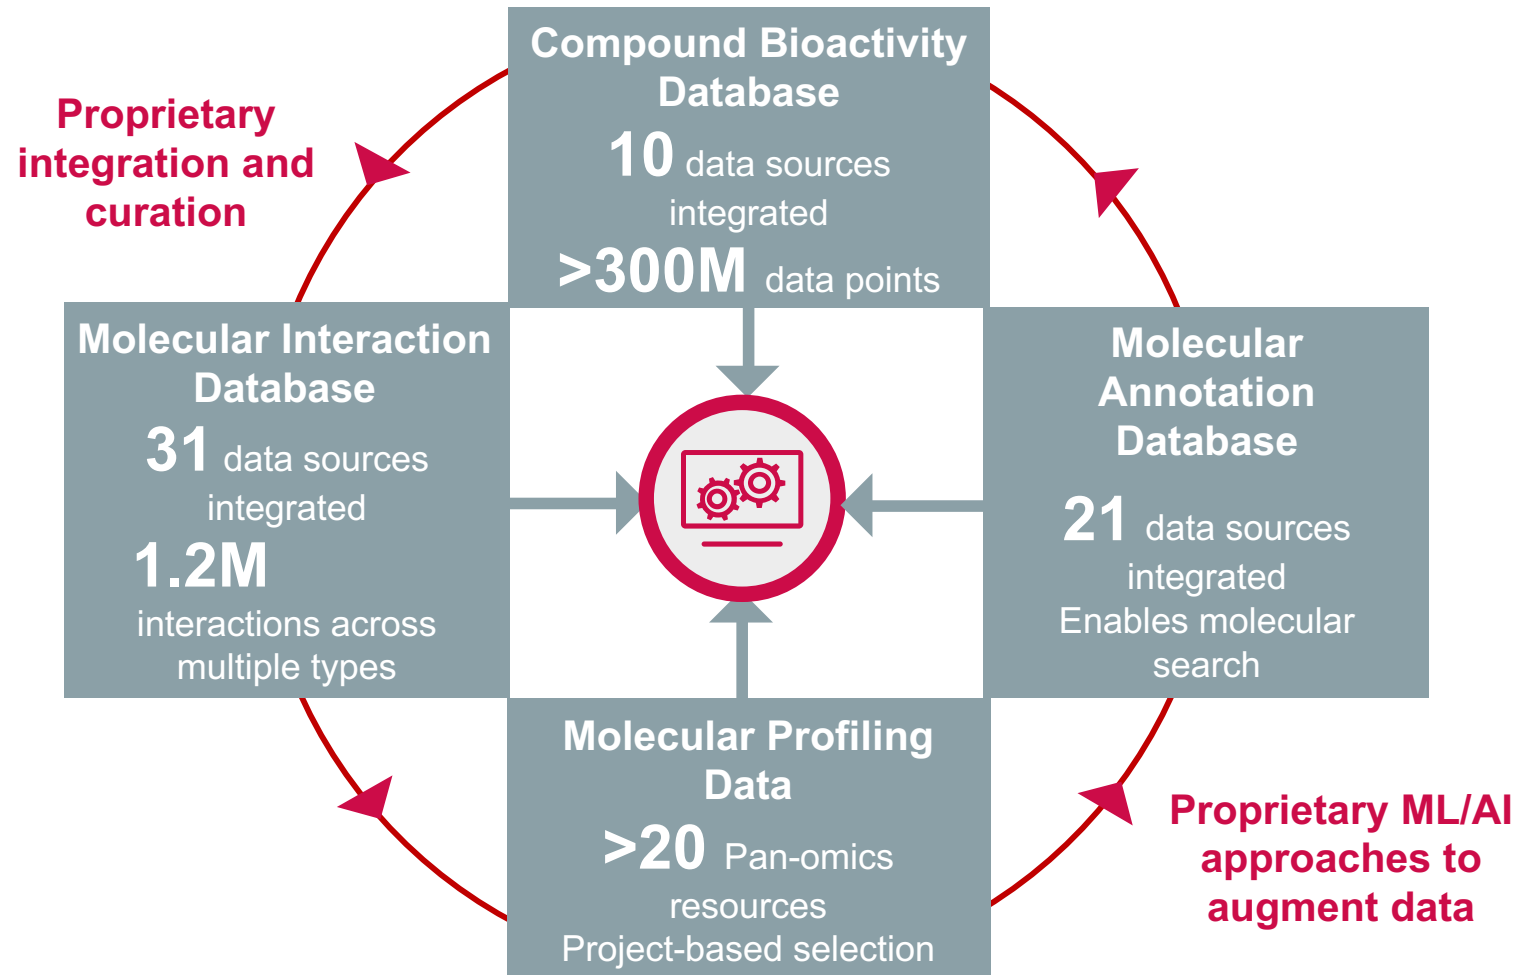 Compound Bioactivity
Database
10 data sources
integrated
>300M data points
Proprietary
integration and
curation
Molecular Interaction
Database
31 data sources
integrated
1.2M
interactions across
multiple types
Molecular
Annotation
Database
21 data sources
integrated
Enables molecular
search
Molecular Profiling
Data
>20 Pan-omics
resources
Project-based selection
Proprietary ML/AI
approaches to
augment data